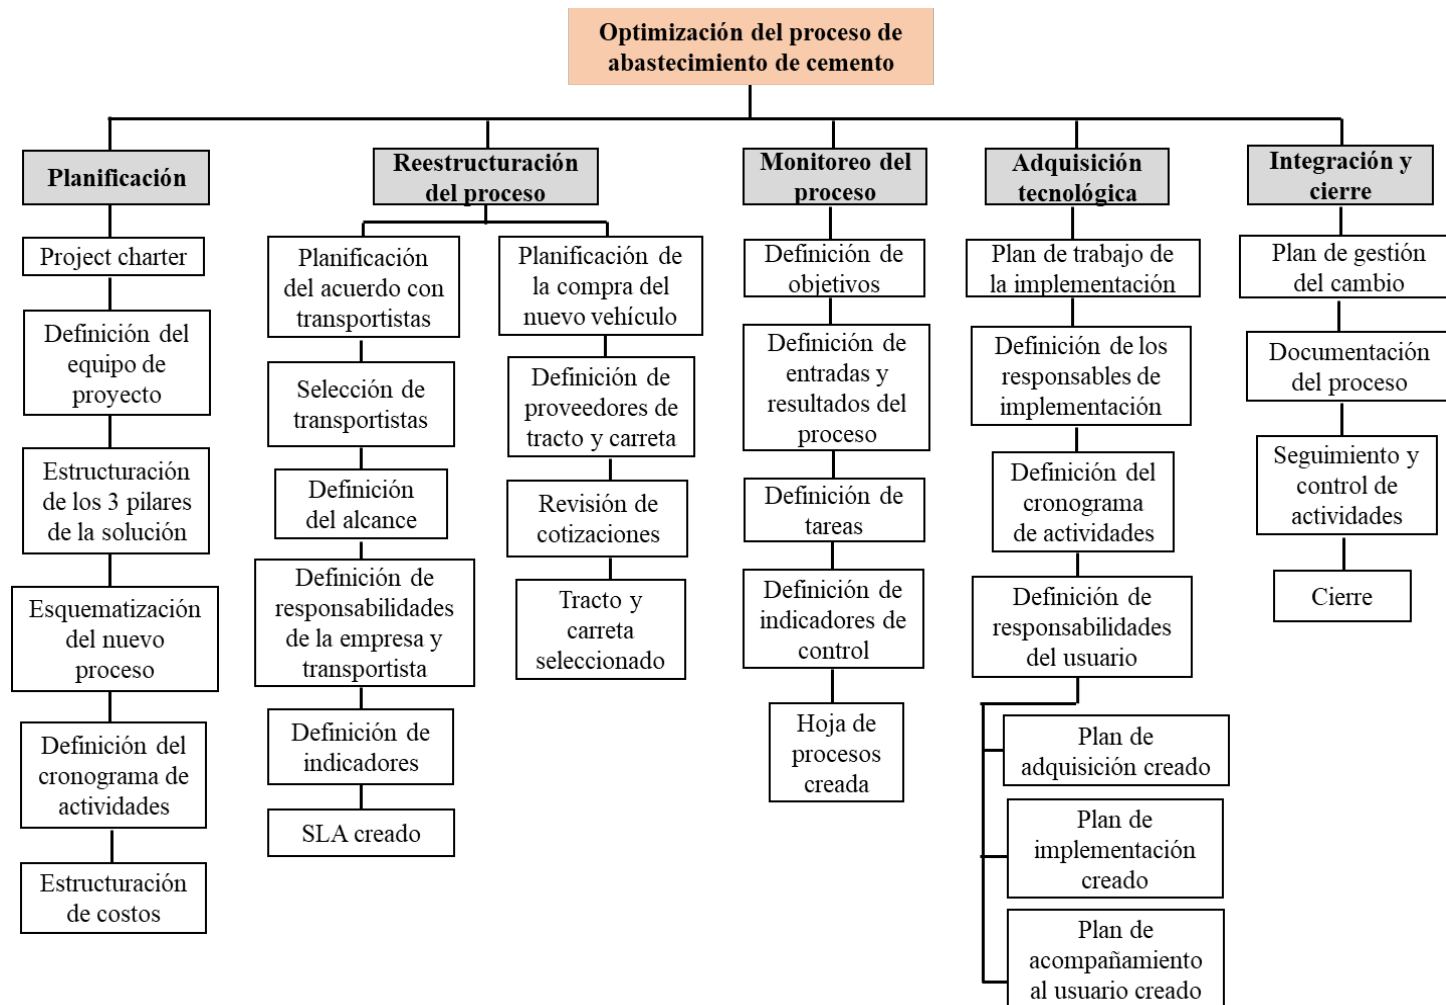 Optimización del proceso de
abastecimiento de cemento
Planificación
Project charter
Definición del
equipo de
proyecto
Estructuración
de los 3 pilares
de la solución
Esquematización
del nuevo
proceso
Definición del
cronograma de
actividades
Estructuración
de costos
Reestructuración
del proceso
Planificación
del acuerdo con
transportistas
Selección de
transportistas
Definición
del alcance
Definición de
responsabilidades
de la empresa y
transportista
Definición de
indicadores
SLA creado
Planificación de
la compra del
nuevo vehículo
Definición de
proveedores de
tracto y carreta
Revisión de
cotizaciones
Tracto y
carreta
seleccionado
Monitoreo del
proceso
Definición de
objetivos
Definición de
entradas y
resultados del
proceso
Definición de
tareas
Definición de
indicadores de
control
Hoja de
procesos
creada
Adquisición
tecnológica
Plan de trabajo de
la implementación
Definición de los
responsables de
implementación
Definición del
cronograma
de actividades
Definición de
responsabilidades
del usuario
Plan de
adquisición creado
Plan de
implementación
creado
Plan de
acompañamiento
al usuario creado
Integración y
cierre
Plan de gestión
del cambio
Documentación
del proceso
Seguimiento y
control de
actividades
Cierre